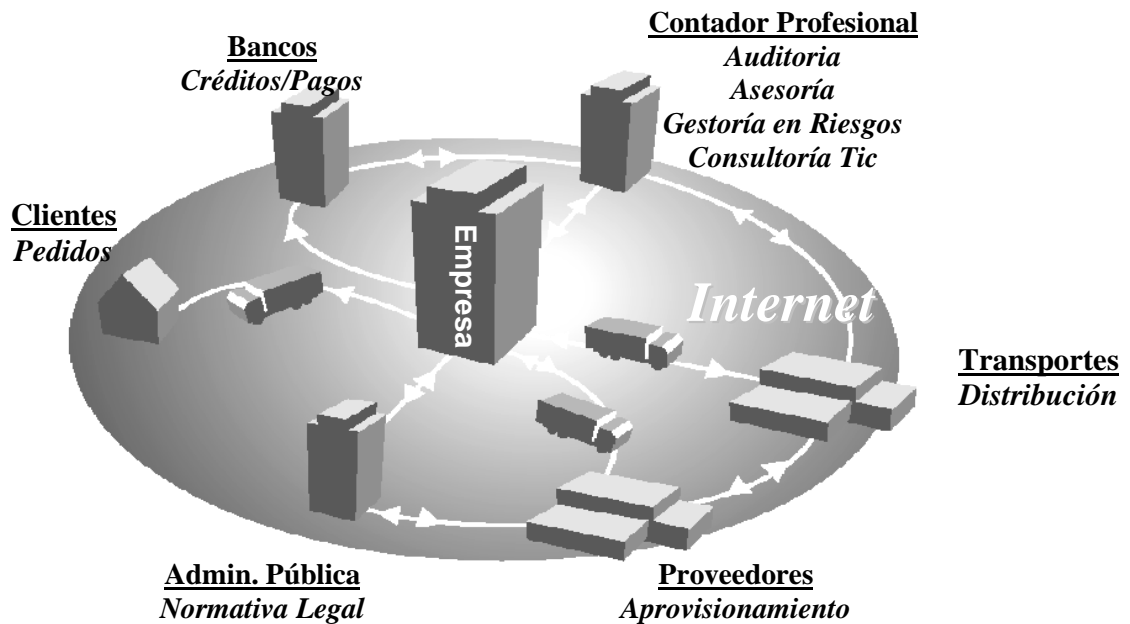 Contador Profesional
Auditoria
Asesoría
Gestoría en Riesgos
Consultoría Tic
Bancos
Créditos/Pagos
Clientes
Pedidos
Empresa
Internet
Transportes
Distribución
Admin. Pública
Normativa Legal
Proveedores
Aprovisionamiento